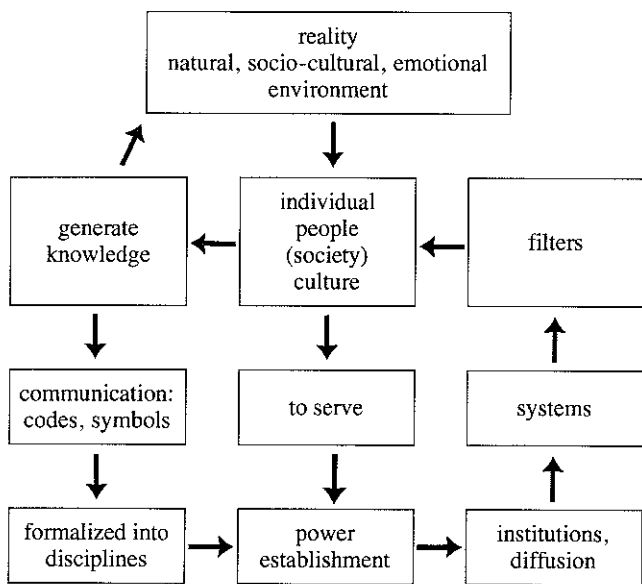 reality
natural, socio-cultural, emotional
environment
generate
knowledge
individual
people
(society)
culture
filters
communication:
codes, symbols
to serve
systems
formalized into
disciplines
power
establishment
institutions,
diffusion